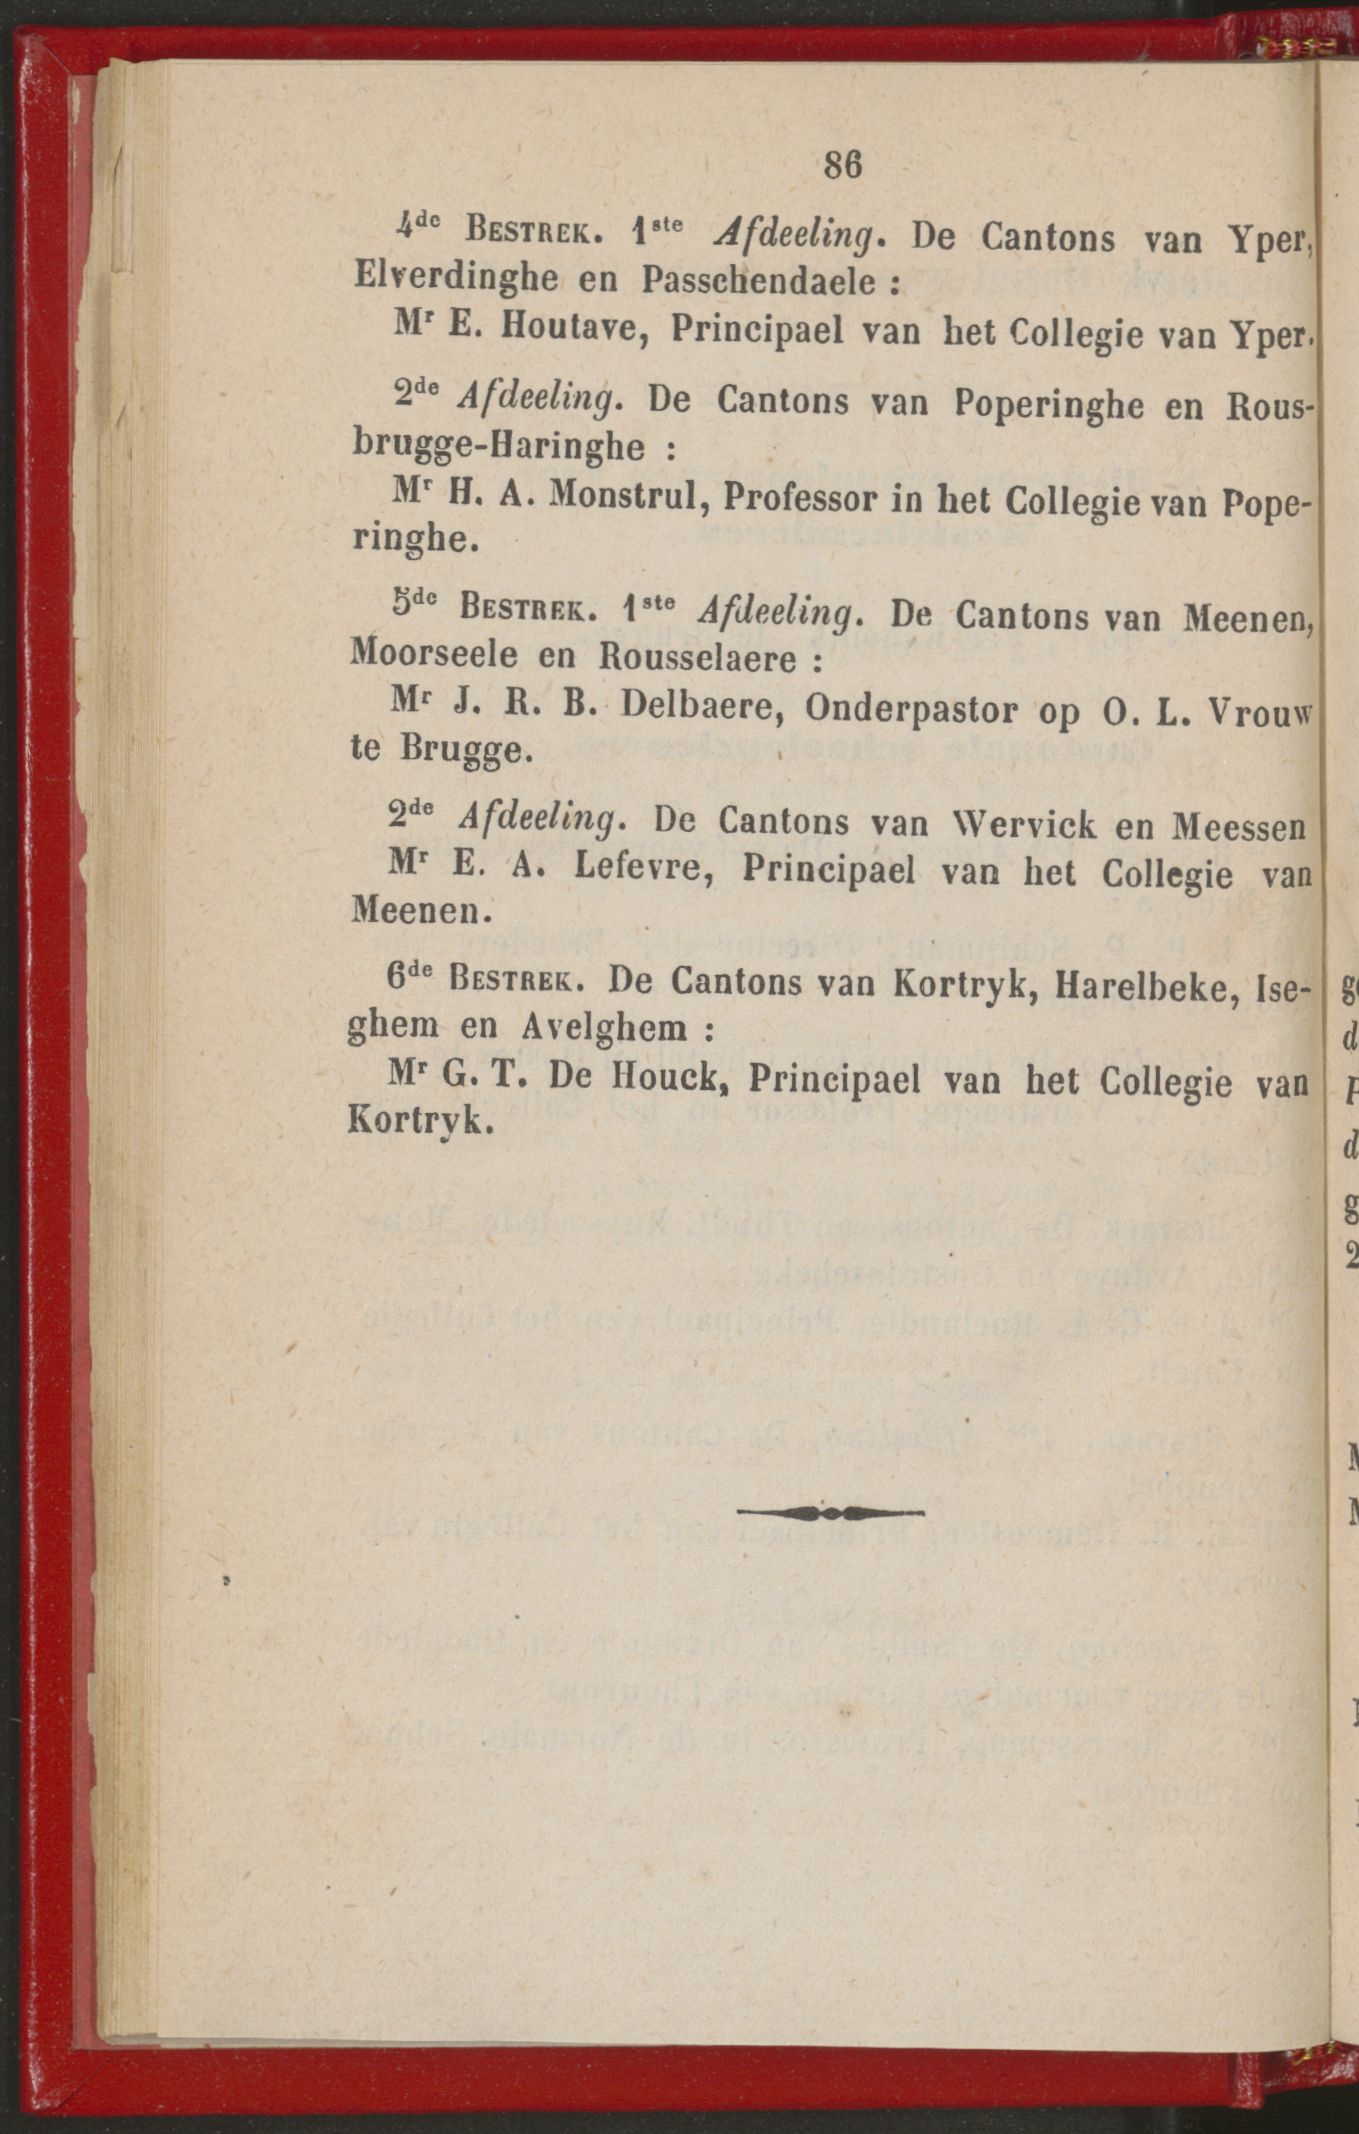 86
4de BESTREK. 1ste Afdeeling. De Cantons van Yper,
Elverdinghe en Passchendaele :
Mr E. Houtave, Principael van het Collegie van Yper.
2de Afdeeling. De Cantons van Poperinghe en Rous-
brugge-Haringhe :
Mr H. A. Monstrul, Professor in het Collegie van Pope-
ringhe.
5de BESTREK. 1ste Afdeeling. De Cantons van Meenen,
Moorseele en Rousselaere :
Mr J. R. B. Delbaere, Onderpastor op O. L. Vrouw
te Brugge.
2de Afdeeling. De Cantons van Wervick en Meessen
Mr E. A. Lefevre, Principael van het Collegie van
Meenen.
6de BESTREK. De Cantons van Kortryk, Harelbeke, Ise-
ghem en Avelghem :
Mr G. T. De Houck, Principael van het Collegie van
Kortryk.